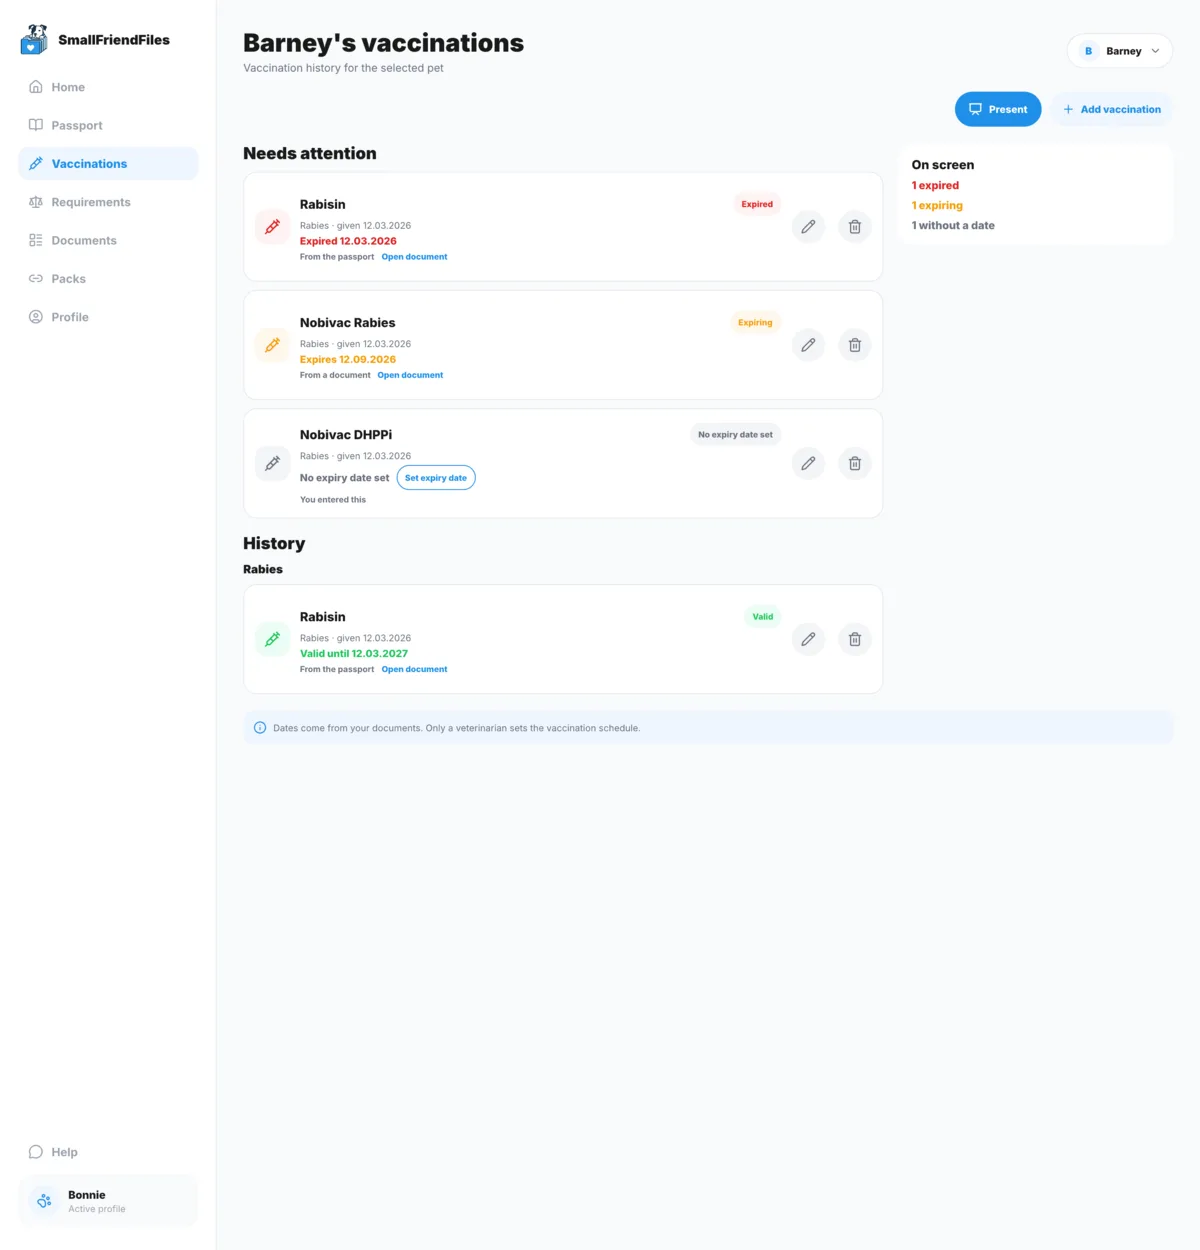 SmallFriendFiles
Home
Passport
Vaccinations
Requirements
Documents
Packs
Profile
Help
Bonnie
Active profile
Barney's vaccinations
Vaccination history for the selected pet
B Barney
Present
Add vaccination
Needs attention
Rabisin
Expired
Rabies · given 12.03.2026
Expired 12.03.2026
From the passport Open document
Nobivac Rabies
Expiring
Rabies · given 12.03.2026
Expires 12.09.2026
From a document Open document
Nobivac DHPPi
No expiry date set
Rabies · given 12.03.2026
No expiry date set Set expiry date
You entered this
History
Rabies
Rabisin
Valid
Rabies · given 12.03.2026
Valid until 12.03.2027
From the passport Open document
Dates come from your documents. Only a veterinarian sets the vaccination schedule.
On screen
1 expired
1 expiring
1 without a date